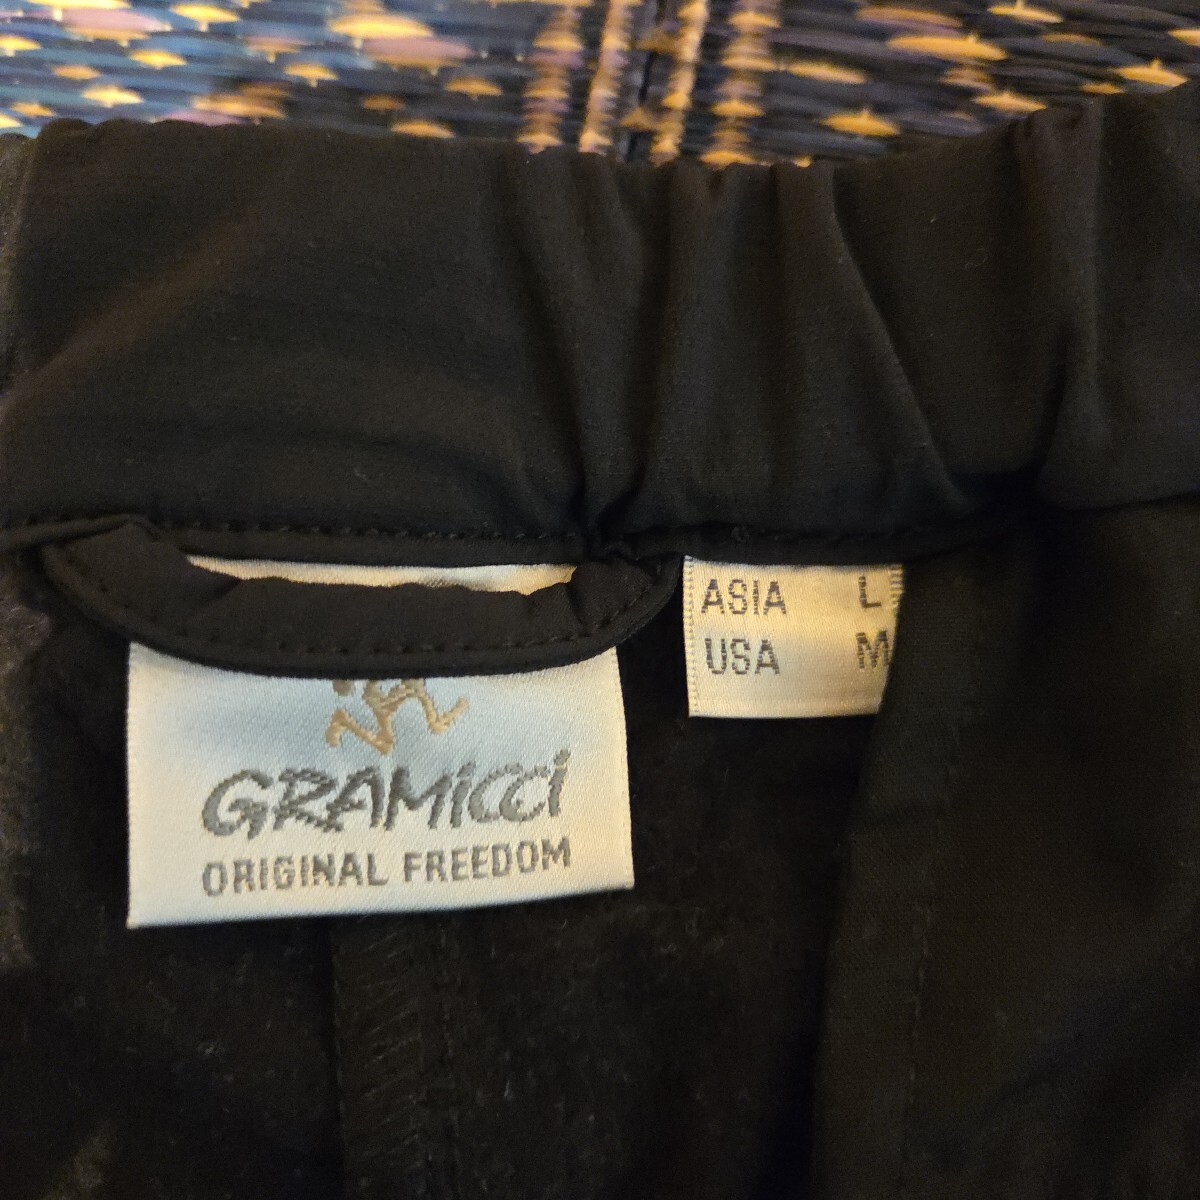 ASIA L
USA M
GRAMiCCi
ORIGINAL FREEDOM